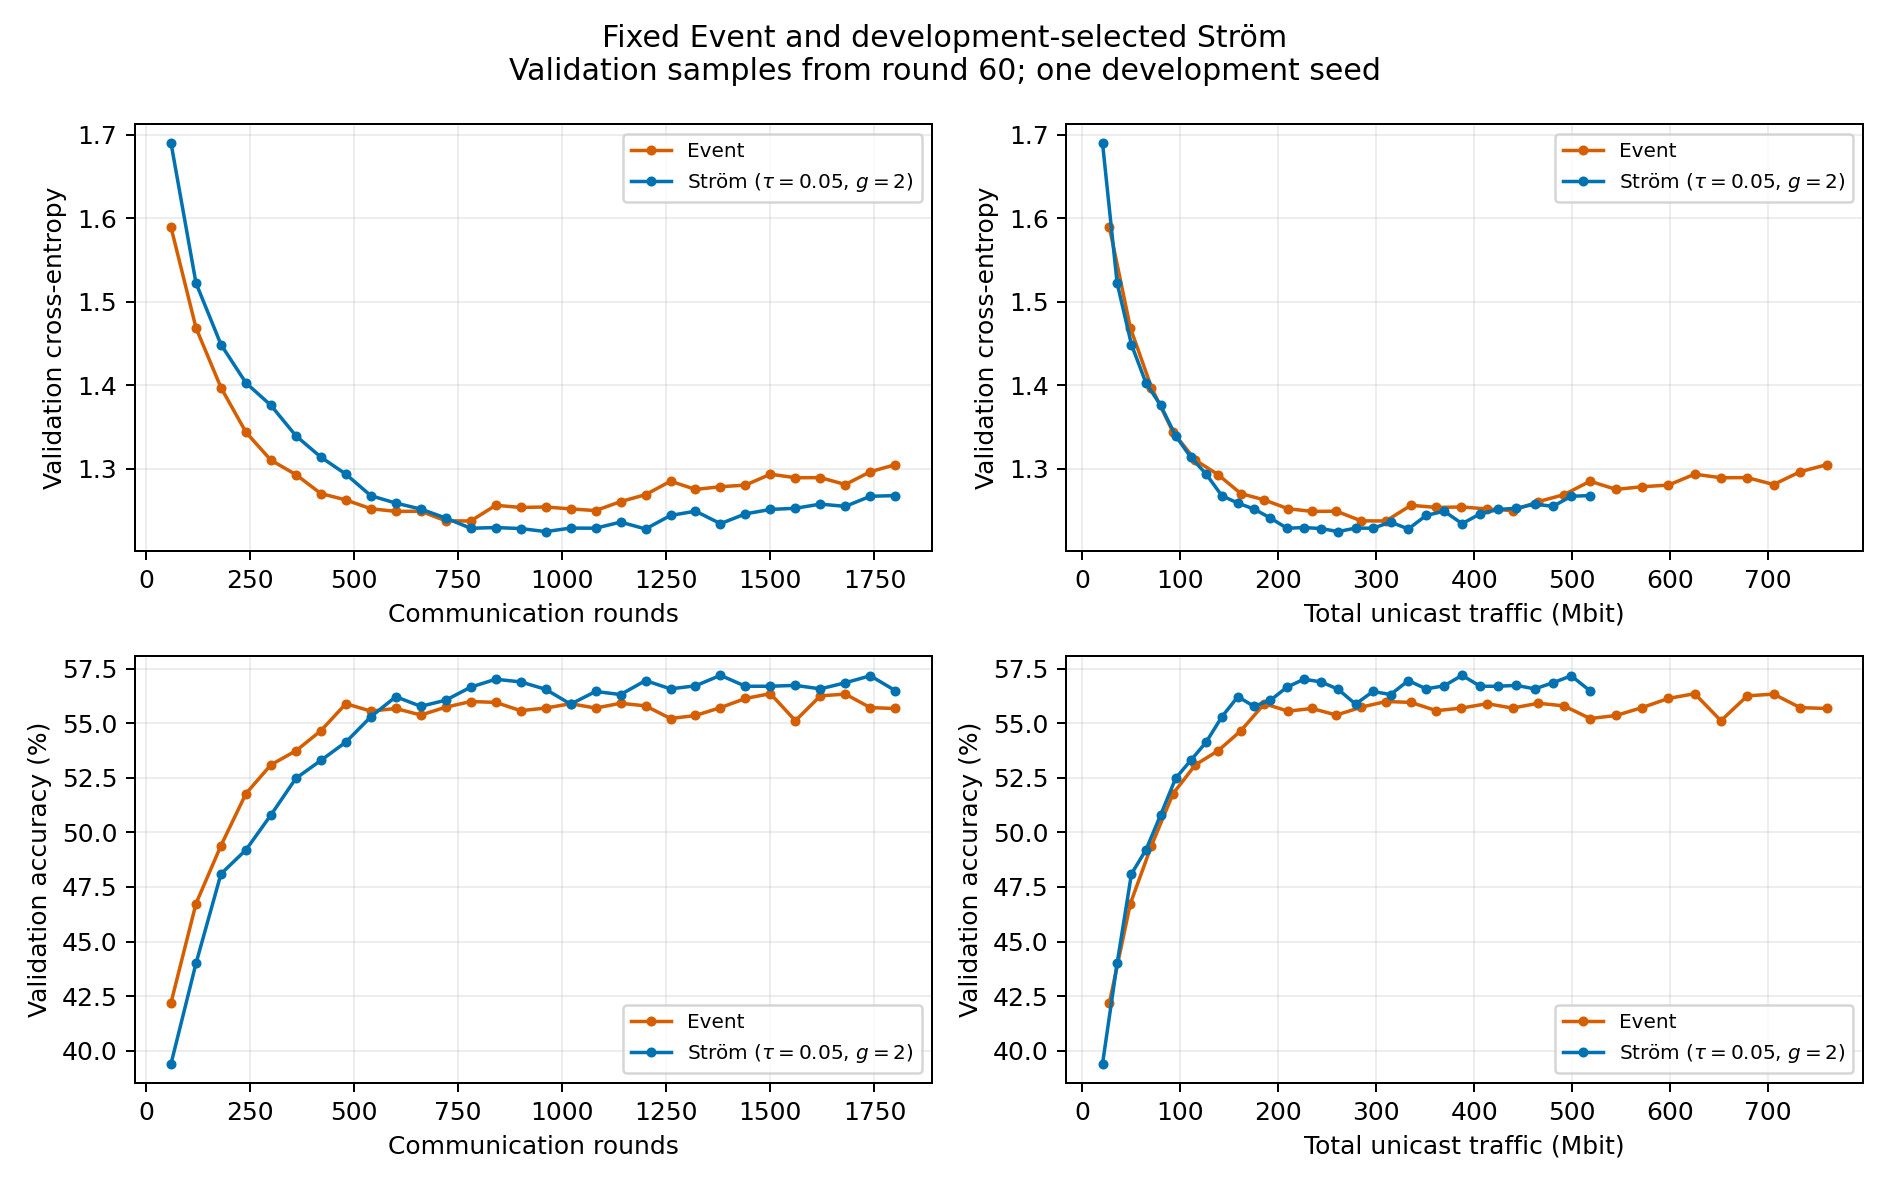 Fixed Event and development-selected Ström
Validation samples from round 60; one development seed
1.7
1.6
1.5
1.4
1.3
Validation cross-entropy
Event
Ström (τ = 0.05, g = 2)
0 250 500 750 1000 1250 1500 1750
Communication rounds
1.7
1.6
1.5
1.4
1.3
Validation cross-entropy
Event
Ström (τ = 0.05, g = 2)
0 100 200 300 400 500 600 700
Total unicast traffic (Mbit)
57.5
55.0
52.5
50.0
47.5
45.0
42.5
40.0
Validation accuracy (%)
Event
Ström (τ = 0.05, g = 2)
0 250 500 750 1000 1250 1500 1750
Communication rounds
57.5
55.0
52.5
50.0
47.5
45.0
42.5
40.0
Validation accuracy (%)
Event
Ström (τ = 0.05, g = 2)
0 100 200 300 400 500 600 700
Total unicast traffic (Mbit)